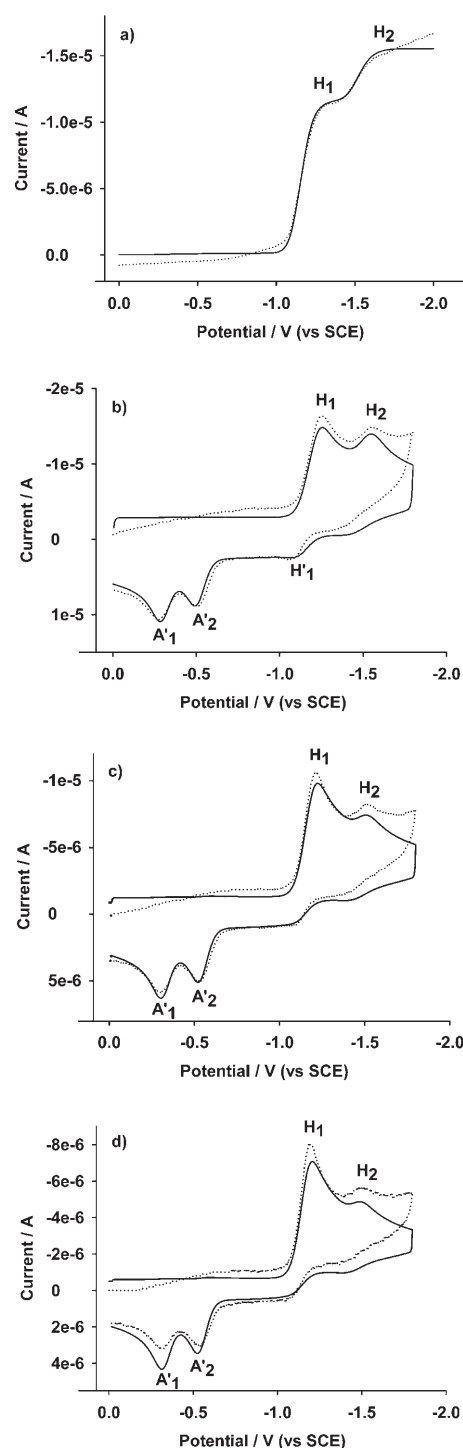 a)
H2
H1
-1.5e-5
-1.0e-5
-5.0e-6
0.0
Current / A
0.0 -0.5 -1.0 -1.5 -2.0
Potential / V (vs SCE)
b)
H1
H2
-2e-5
-1e-5
0
1e-5
Current / A
H'1
A'1
A'2
0.0 -0.5 -1.0 -1.5 -2.0
Potential / V (vs SCE)
c)
H1
H2
-1e-5
-5e-6
0
5e-6
Current / A
A'1
A'2
0.0 -0.5 -1.0 -1.5 -2.0
Potential / V (vs SCE)
d)
H1
H2
-8e-6
-6e-6
-4e-6
-2e-6
0
2e-6
4e-6
Current / A
A'1
A'2
0.0 -0.5 -1.0 -1.5 -2.0
Potential / V (vs SCE)